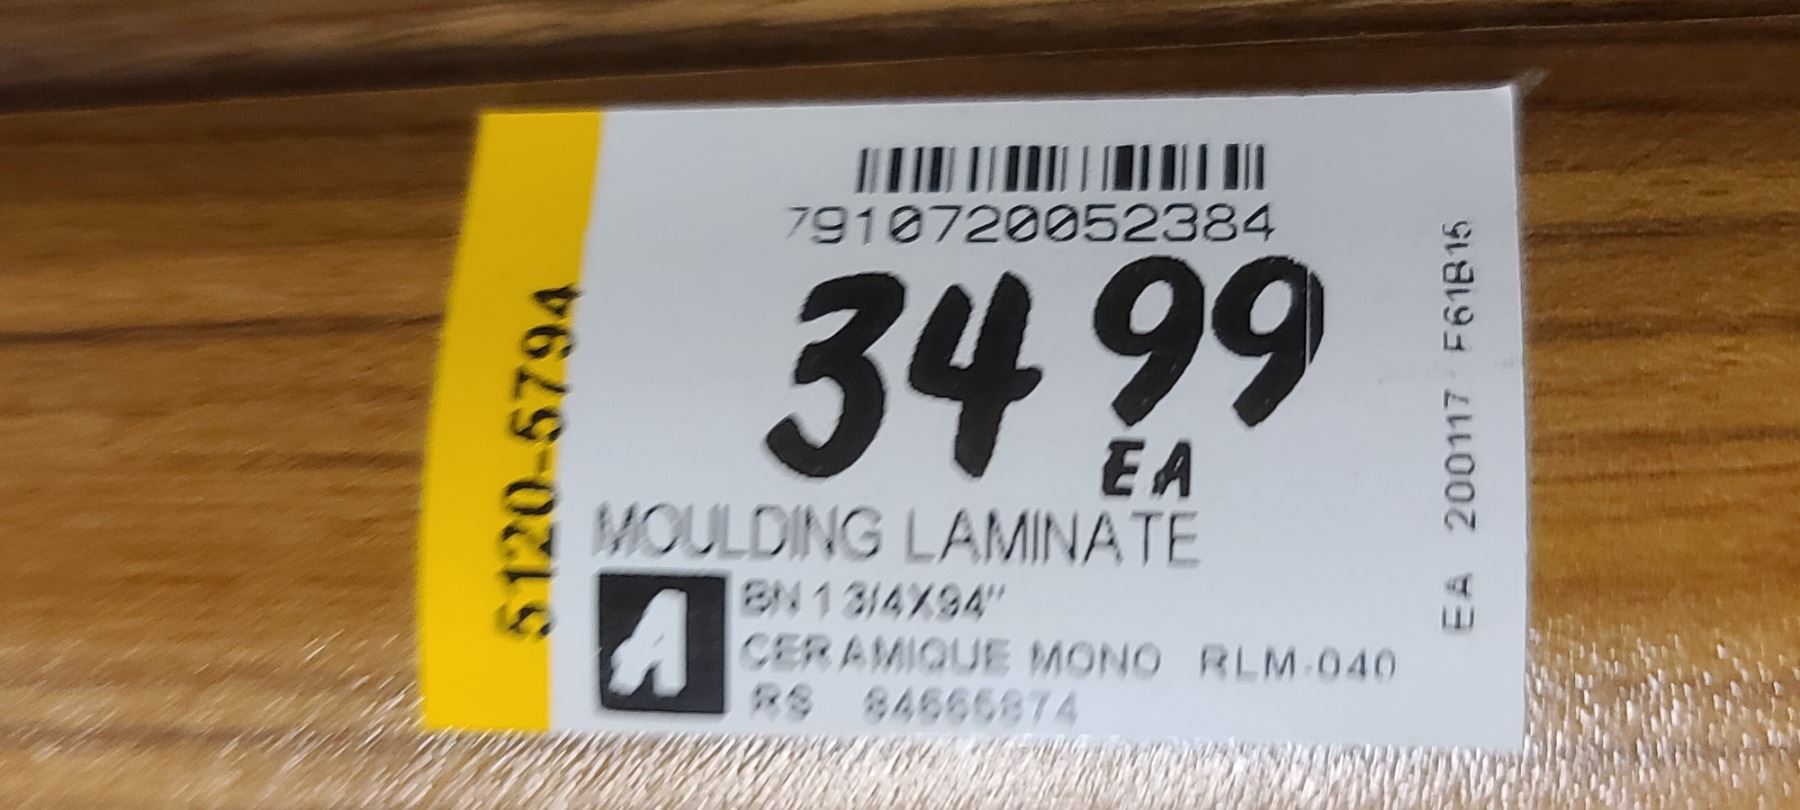 5120-5794
7910720052384
34 99
EA
MOULDING LAMINATE
A
BN 1 3/4X94"
CERAMIQUE MONO RLM-040
RS 84665874
EA 200117 F61B15